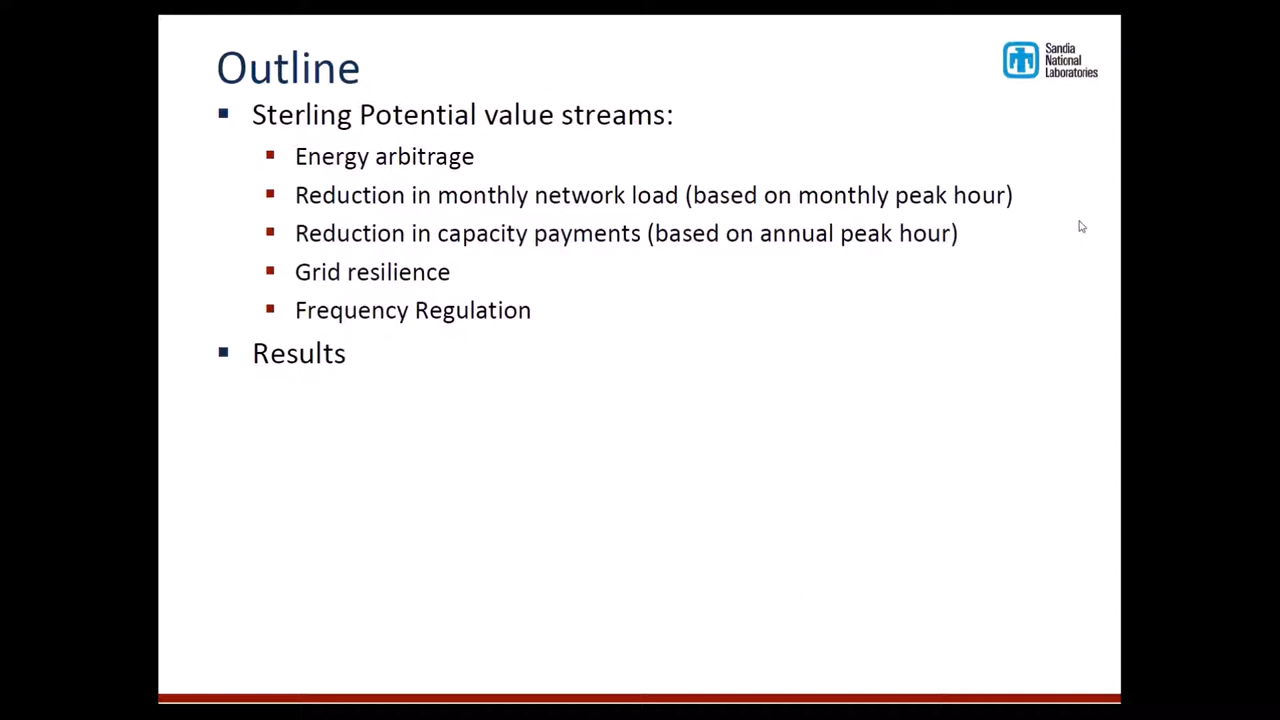 Outline
Sandia
National
Laboratories
Sterling Potential value streams:
Energy arbitrage
Reduction in monthly network load (based on monthly peak hour)
Reduction in capacity payments (based on annual peak hour)
Grid resilience
Frequency Regulation
Results